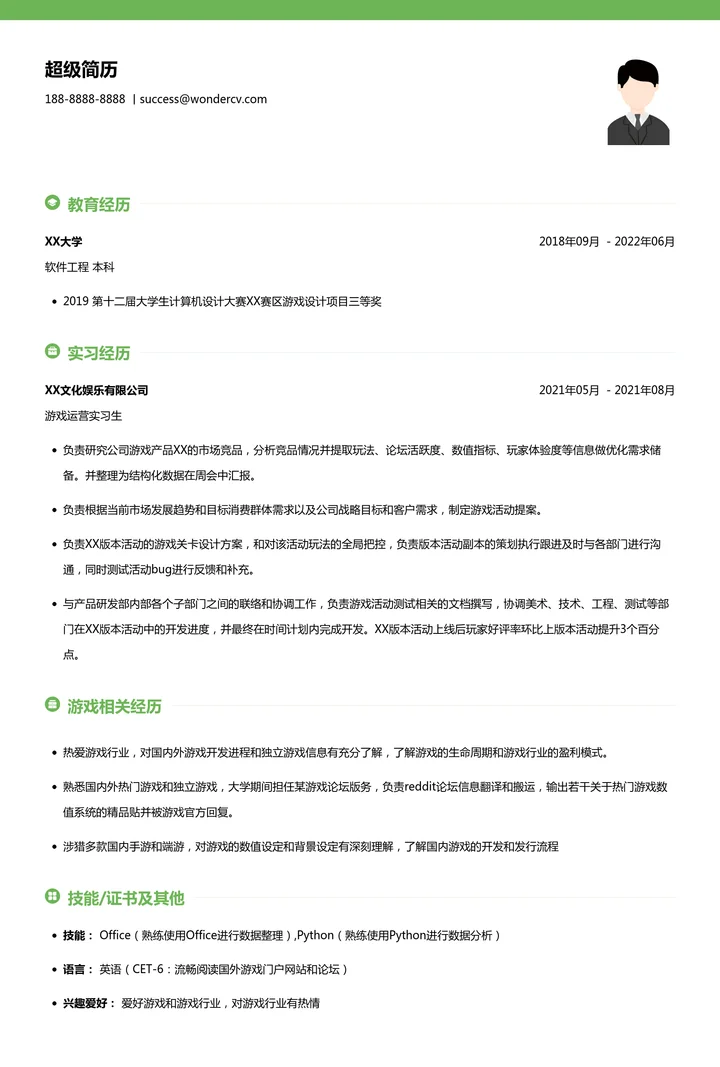 超级简历
188-8888-8888 | success@wondercv.com
教育经历
XX大学 2018年09月 - 2022年06月
软件工程 本科
• 2019 第十二届大学生计算机设计大赛XX赛区游戏设计项目三等奖
实习经历
XX文化娱乐有限公司 2021年05月 - 2021年08月
游戏运营实习生
• 负责研究公司游戏产品XX的市场竞品，分析竞品情况并提取玩法、论坛活跃度、数值指标、玩家体验度等信息做优化需求储
备。并整理为结构化数据在周会中汇报。
• 负责根据当前市场发展趋势和目标消费群体需求以及公司战略目标和客户需求，制定游戏活动提案。
• 负责XX版本活动的游戏关卡设计方案，和对该活动玩法的全局把控，负责版本活动副本的策划执行跟进及时与各部门进行沟
通，同时测试活动bug进行反馈和补充。
• 与产品研发部内部各个子部门之间的联络和协调工作，负责游戏活动测试相关的文档撰写，协调美术、技术、工程、测试等部
门在XX版本活动中的开发进度，并最终在时间计划内完成开发。XX版本活动上线后玩家好评率环比上版本活动提升3个百分
点。
游戏相关经历
• 热爱游戏行业，对国内外游戏开发进程和独立游戏信息有充分了解，了解游戏的生命周期和游戏行业的盈利模式。
• 熟悉国内外热门游戏和独立游戏，大学期间担任某游戏论坛版务，负责reddit论坛信息翻译和搬运，输出若干关于热门游戏数
值系统的精品贴并被游戏官方回复。
• 涉猎多款国内手游和端游，对游戏的数值设定和背景设定有深刻理解，了解国内游戏的开发和发行流程
技能/证书及其他
• 技能： Office（熟练使用Office进行数据整理）,Python（熟练使用Python进行数据分析）
• 语言： 英语（CET-6：流畅阅读国外游戏门户网站和论坛）
• 兴趣爱好： 爱好游戏和游戏行业，对游戏行业有热情